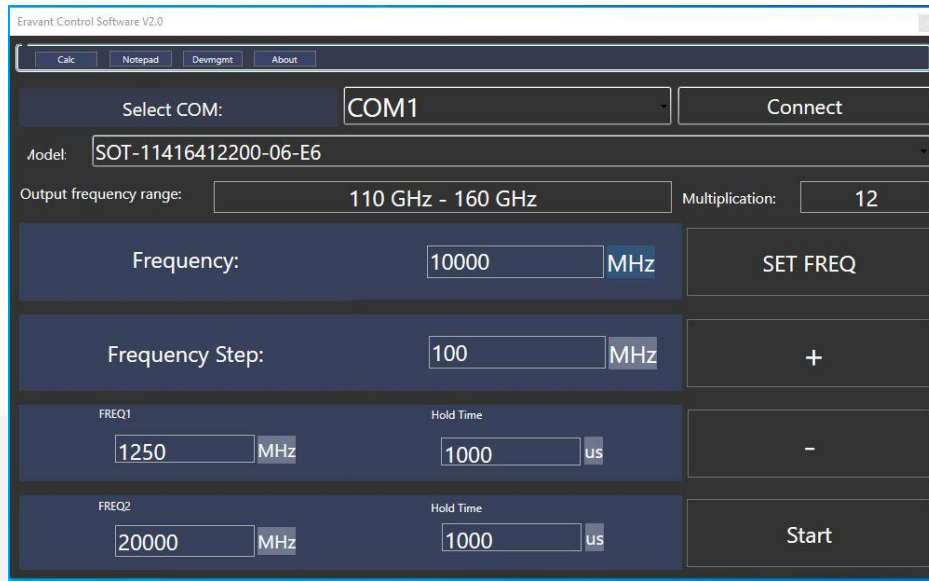 Eravant Control Software V2.0
Calc Notepad Devmgmt About
Select COM: COM1 Connect
Model: SOT-11416412200-06-E6
Output frequency range: 110 GHz - 160 GHz Multiplication: 12
Frequency: 10000 MHz SET FREQ
Frequency Step: 100 MHz +
FREQ1 Hold Time
1250 MHz 1000 us -
FREQ2 Hold Time
20000 MHz 1000 us Start